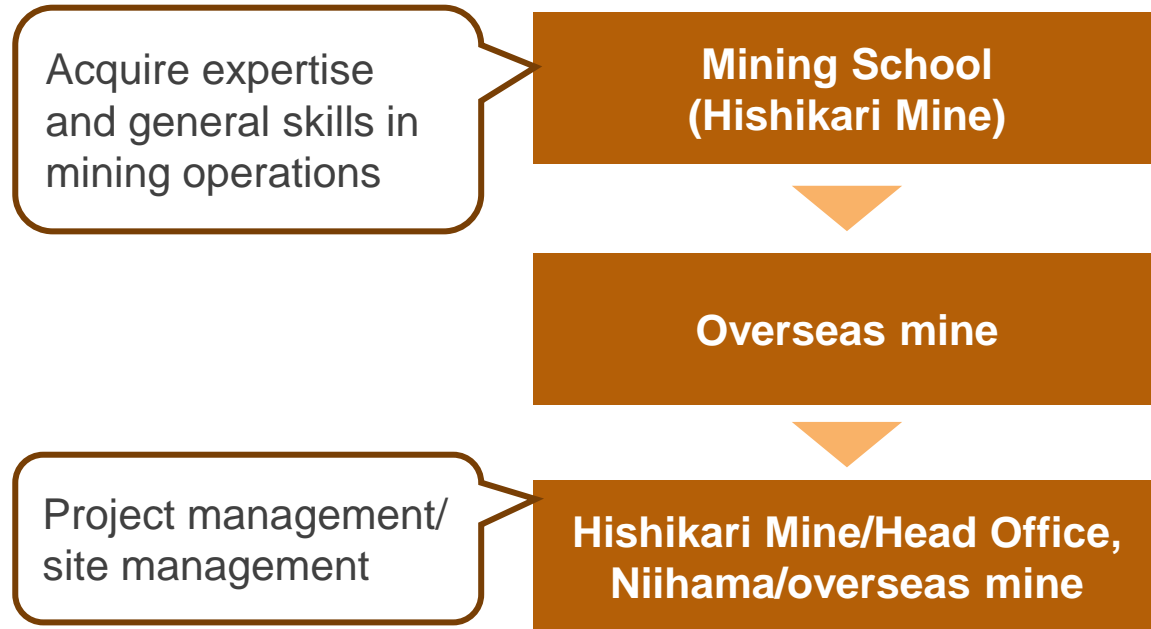 Acquire expertise
and general skills in
mining operations
Mining School
(Hishikari Mine)
Overseas mine
Project management/
site management
Hishikari Mine/Head Office,
Niihama/overseas mine